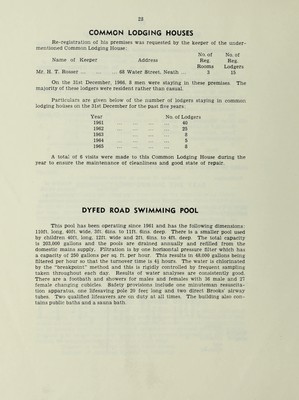 23
COMMON LODGING HOUSES
Re-registration of his premises was requested by the keeper of the under-
mentioned Common Lodging House:
No. of No. of
Name of Keeper Address Reg. Reg.
Rooms Lodgers
Mr. H. T. Rosser ... ... ... 68 Water Street, Neath ... 3 15
On the 31st December, 1966, 8 men were staying in these premises. The
majority of these lodgers were resident rather than casual.
Particulars are given below of the number of lodgers staying in common
lodging houses on the 31st December for the past five years.
Year No. of Lodgers
1961 ... ... ... ... 40
1962 ... ... ... ... 25
1963 ... ... ... ... 8
1964 ... ... ... ... 5
1965 ... ... ... ... 8
A total of 8 visits were made to this Common Lodging House during the
year to ensure the maintenance of cleanliness and good state of repair.
DYFED ROAD SWIMMING POOL
This pool has been operating since 1961 and has the following dimensions:
110ft. long, 40ft. wide, 3ft. 6ins. to 11ft. 6ins. deep. There is a smaller pool used
by children 40ft. long, 12ft. wide and 2ft. 6ins. to 4ft. deep. The total capacity
is 203,000 gallons and the pools are drained annually and refilled from the
domestic mains supply. Filtration is by one horizontal pressure filter which has
a capacity of 250 gallons per sq. ft. per hour. This results in 48,000 gallons being
filtered per hour so that the turnover time is 4½ hours. The water is chlorinated
by the "breakpoint" method and this is rigidly controlled by frequent sampling
taken throughout each day. Results of water analyses are consistently good.
There are a footbath and showers for males and females with 36 male and 27
female changing cubicles. Safety provisions include one minuteman resuscita-
tion apparatus, one lifesaving pole 20 feet long and two direct Brooks' airway
tubes. Two qualified lifesavers are on duty at all times. The building also con-
tains public baths and a sauna bath.